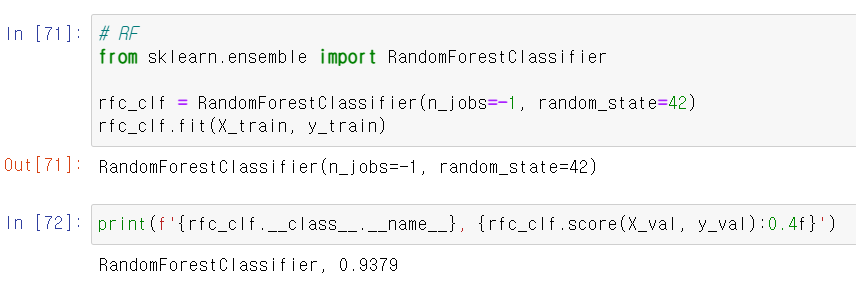 In [71]: # RF
from sklearn.ensemble import RandomForestClassifier
rfc_clf = RandomForestClassifier(n_jobs=-1, random_state=42)
rfc_clf.fit(X_train, y_train)
Out[71]: RandomForestClassifier(n_jobs=-1, random_state=42)
In [72]: print(f'{rfc_clf.__class__.__name__}, {rfc_clf.score(X_val, y_val):0.4f}')
RandomForestClassifier, 0.9379